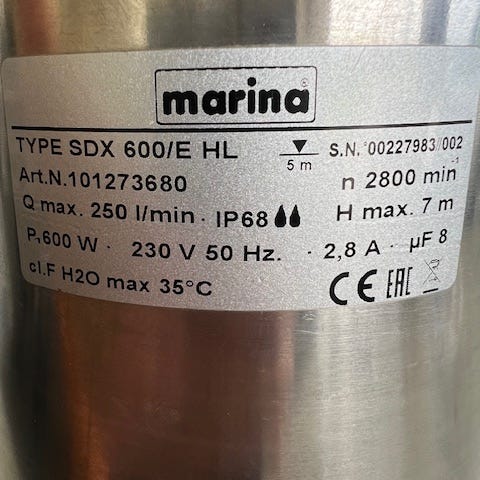 marina
TYPE SDX 600/E HL
5 m
S.N. 00227983/002
Art.N.101273680
n 2800 min⁻¹
Q max. 250 l/min · IP68
H max. 7 m
P₁ 600 W · 230 V 50 Hz. · 2,8 A · µF 8
cl.F H2O max 35°C
CE EAC